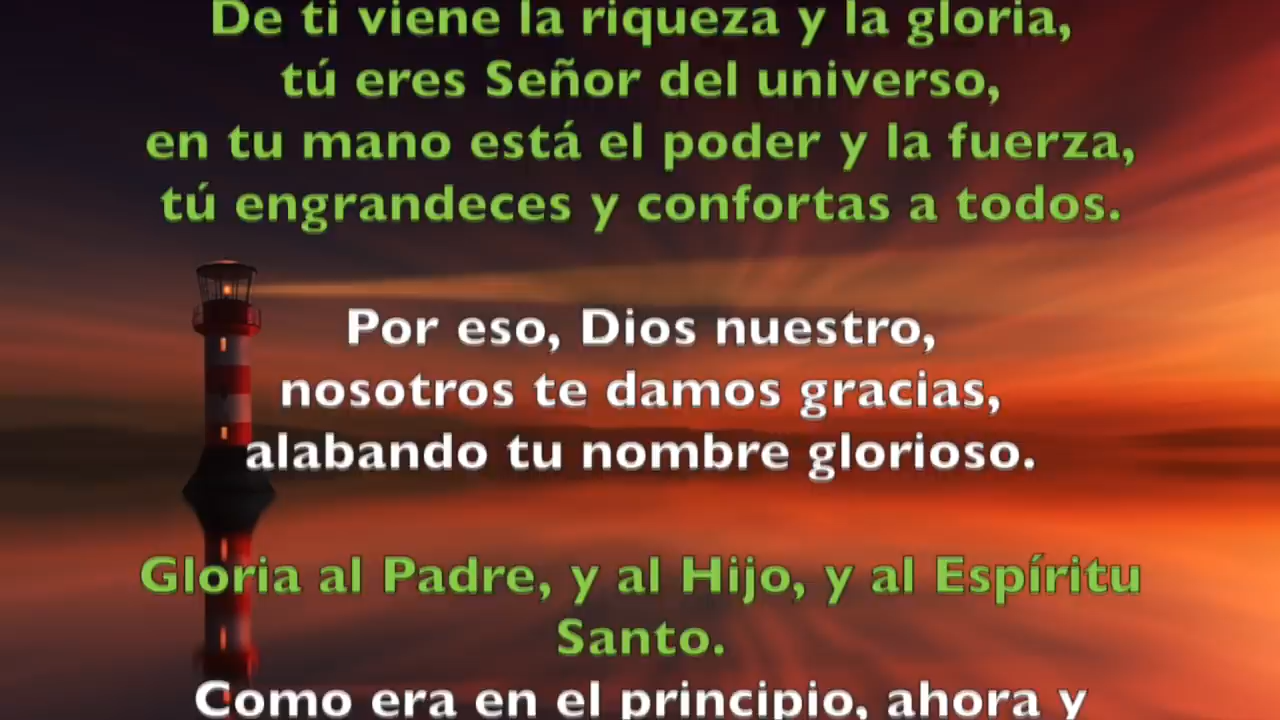 De ti viene la riqueza y la gloria,
tú eres Señor del universo,
en tu mano está el poder y la fuerza,
tú engrandeces y confortas a todos.
Por eso, Dios nuestro,
nosotros te damos gracias,
alabando tu nombre glorioso.
Gloria al Padre, y al Hijo, y al Espíritu
Santo.
Como era en el principio, ahora y